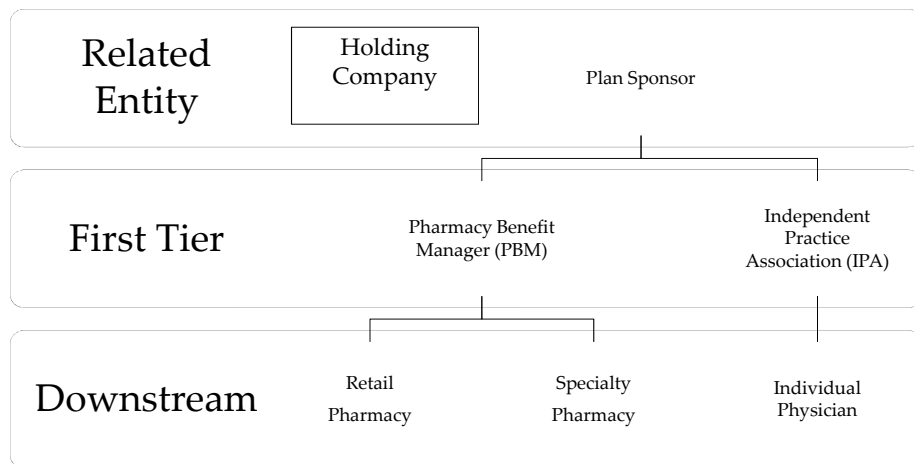 Related
Entity
Holding
Company
Plan Sponsor
First Tier
Pharmacy Benefit
Manager (PBM)
Independent
Practice
Association (IPA)
Downstream
Retail
Pharmacy
Specialty
Pharmacy
Individual
Physician